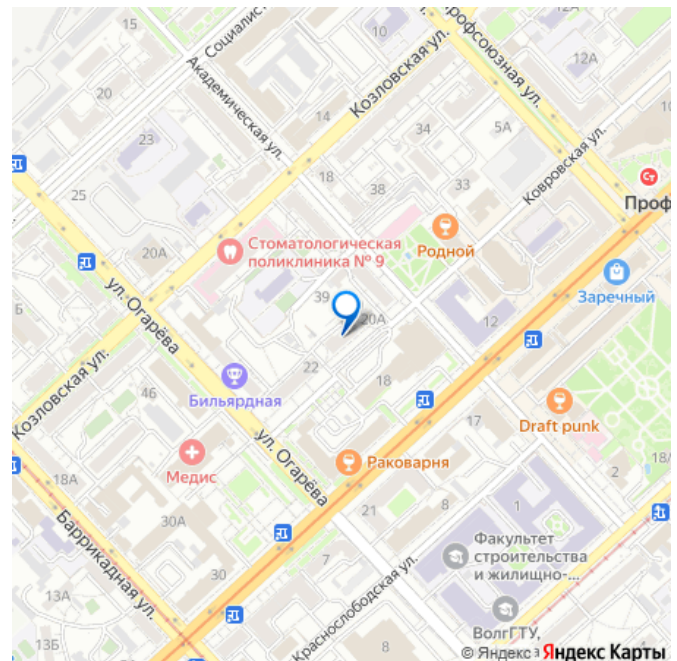 15
Социалист
10
Профсоюзная ул.
12А
Академическая ул.
Козловская ул.
20
14
34
5А
10
23
18
Ковровская ул.
25
38
33
Ст
Проф
20А
Стоматологическая
поликлиника № 9
Родной
Заречный
ул. Огарёва
39
20А
12
Б
22
18
Козловская ул.
46
Бильярдная
Draft punk
17
Медис
ул. Огарёва
Раковарня
18А
2
18/
30А
21
8
1
Баррикадная ул.
Факультет
строительства
и жилищно-...
13А
30
7
Краснослободская ул.
13Б
8
ВолгГТУ,
© Яндекс Яндекс Карты